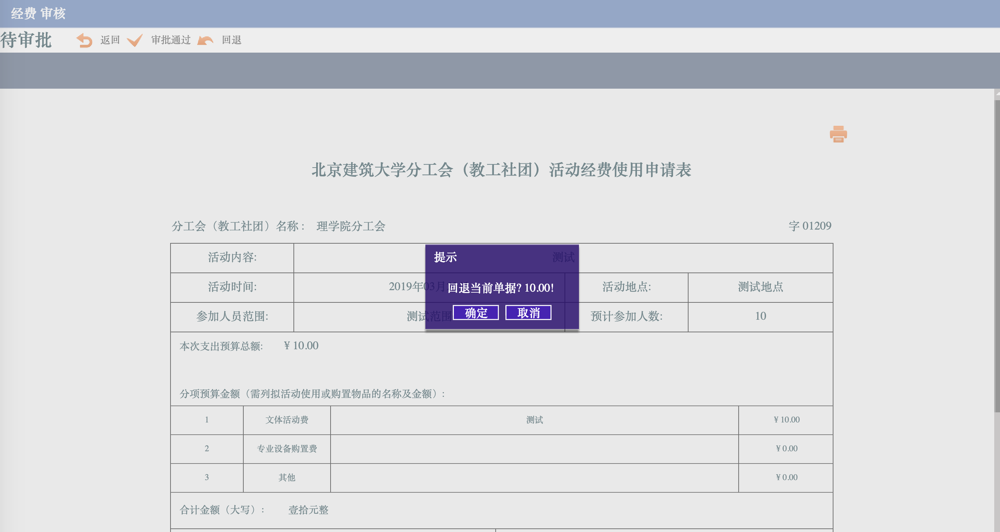 经费 审核
待审批 返回 审批通过 回退
北京建筑大学分工会（教工社团）活动经费使用申请表
分工会（教工社团）名称： 理学院分工会 字 01209
活动内容: 测试
提示
活动时间: 2019年03月 活动地点: 测试地点
回退当前单据? 10.00!
参加人员范围: 测试范围 预计参加人数: 10
确定 取消
本次支出预算总额: ¥ 10.00
分项预算金额（需列拟活动使用或购置物品的名称及金额）:
1 文体活动费 测试 ¥ 10.00
2 专业设备购置费 ¥ 0.00
3 其他 ¥ 0.00
合计金额（大写）: 壹拾元整